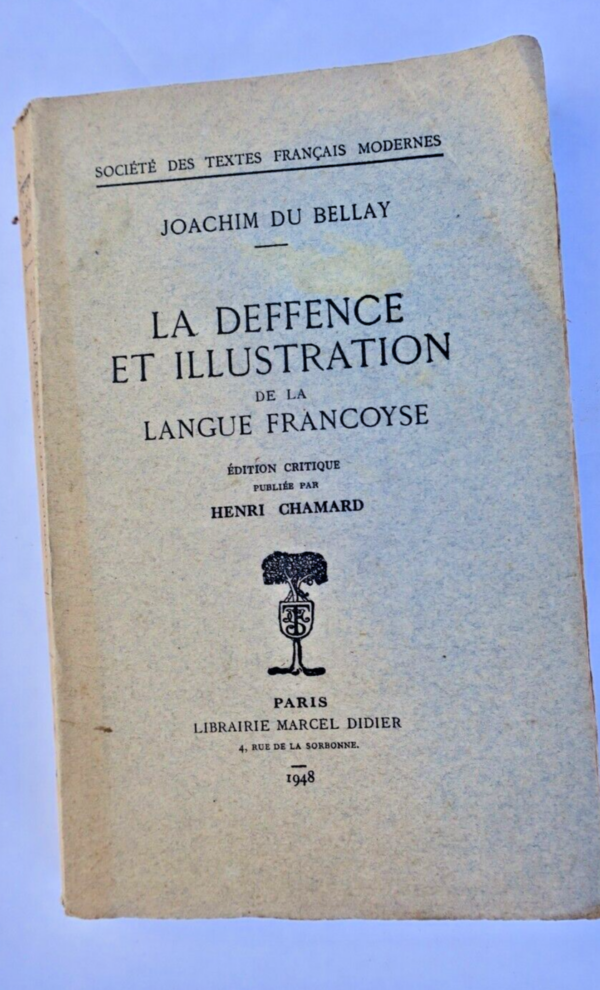 SOCIÉTÉ DES TEXTES FRANÇAIS MODERNES
JOACHIM DU BELLAY
LA DEFFENCE
ET ILLUSTRATION
DE LA
LANGUE FRANCOYSE
ÉDITION CRITIQUE
PUBLIÉE PAR
HENRI CHAMARD
PARIS
LIBRAIRIE MARCEL DIDIER
4, RUE DE LA SORBONNE.
1948